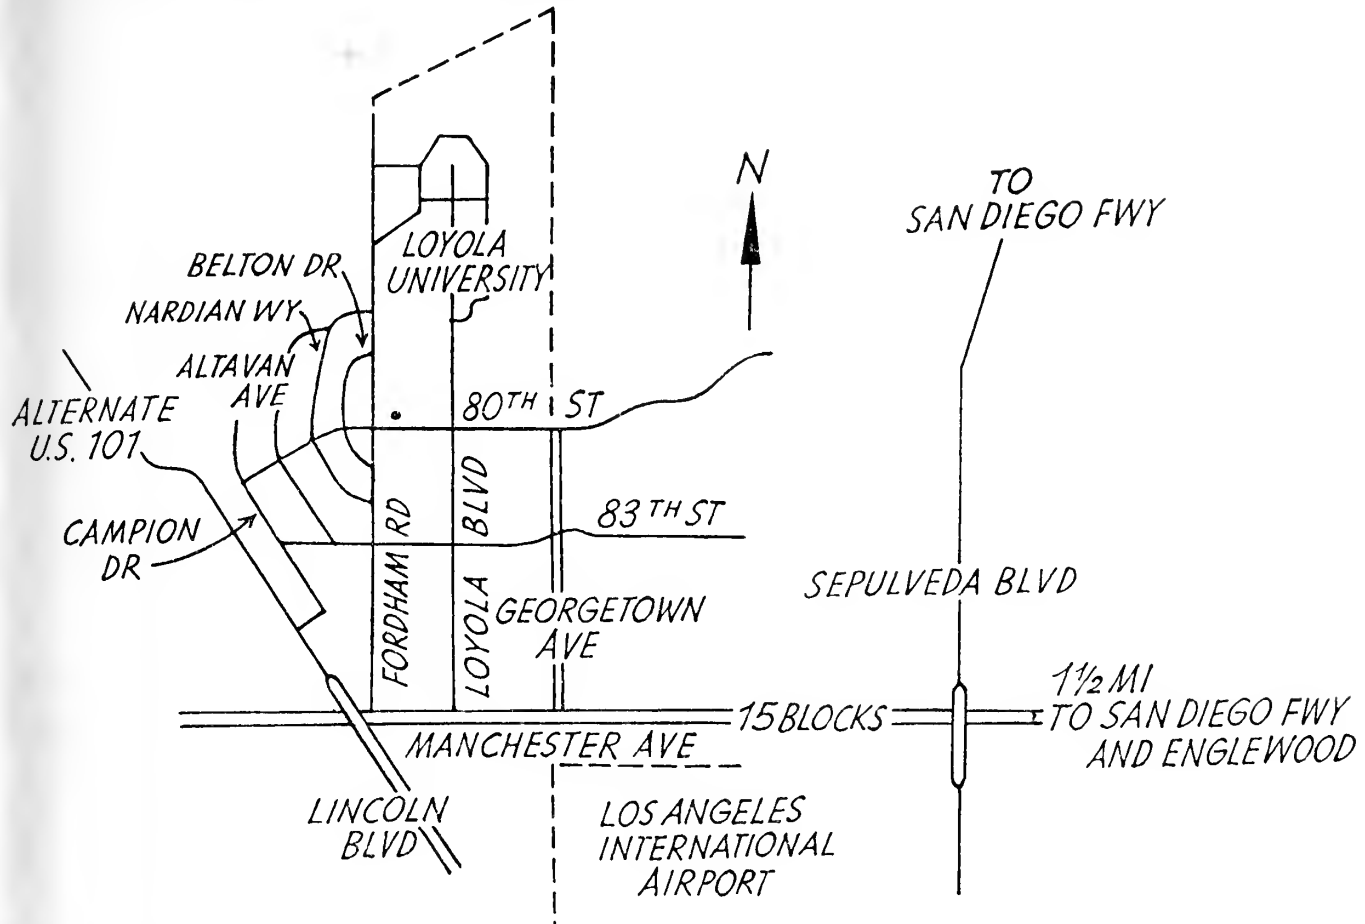 N
TO
SAN DIEGO FWY
LOYOLA
UNIVERSITY
BELTON DR
NARDIAN WY
ALTAVAN
AVE
ALTERNATE
U.S. 101
80TH ST
CAMPION
DR
FORDHAM RD
LOYOLA BLVD
83TH ST
SEPULVEDA BLVD
GEORGETOWN
AVE
1 1/2 MI
TO SAN DIEGO FWY
AND ENGLEWOOD
15 BLOCKS
MANCHESTER AVE
LINCOLN
BLVD
LOS ANGELES
INTERNATIONAL
AIRPORT